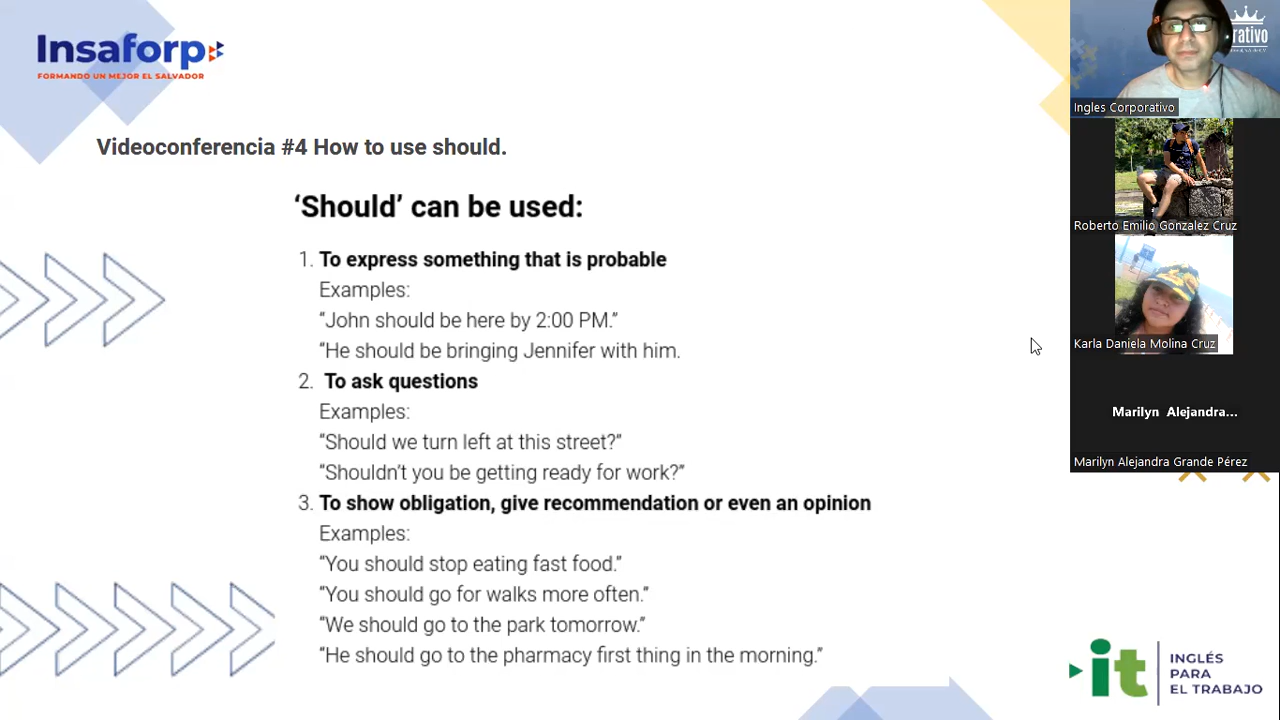 Insaforp
FORMANDO UN MEJOR EL SALVADOR
Videoconferencia #4 How to use should.
‘Should’ can be used:
1. To express something that is probable
Examples:
“John should be here by 2:00 PM.”
“He should be bringing Jennifer with him.
2. To ask questions
Examples:
“Should we turn left at this street?”
“Shouldn’t you be getting ready for work?”
3. To show obligation, give recommendation or even an opinion
Examples:
“You should stop eating fast food.”
“You should go for walks more often.”
“We should go to the park tomorrow.”
“He should go to the pharmacy first thing in the morning.”
rativo
Ingles Corporativo
Roberto Emilio Gonzalez Cruz
Karla Daniela Molina Cruz
Marilyn Alejandra...
Marilyn Alejandra Grande Pérez
it
INGLÉS
PARA
EL TRABAJO